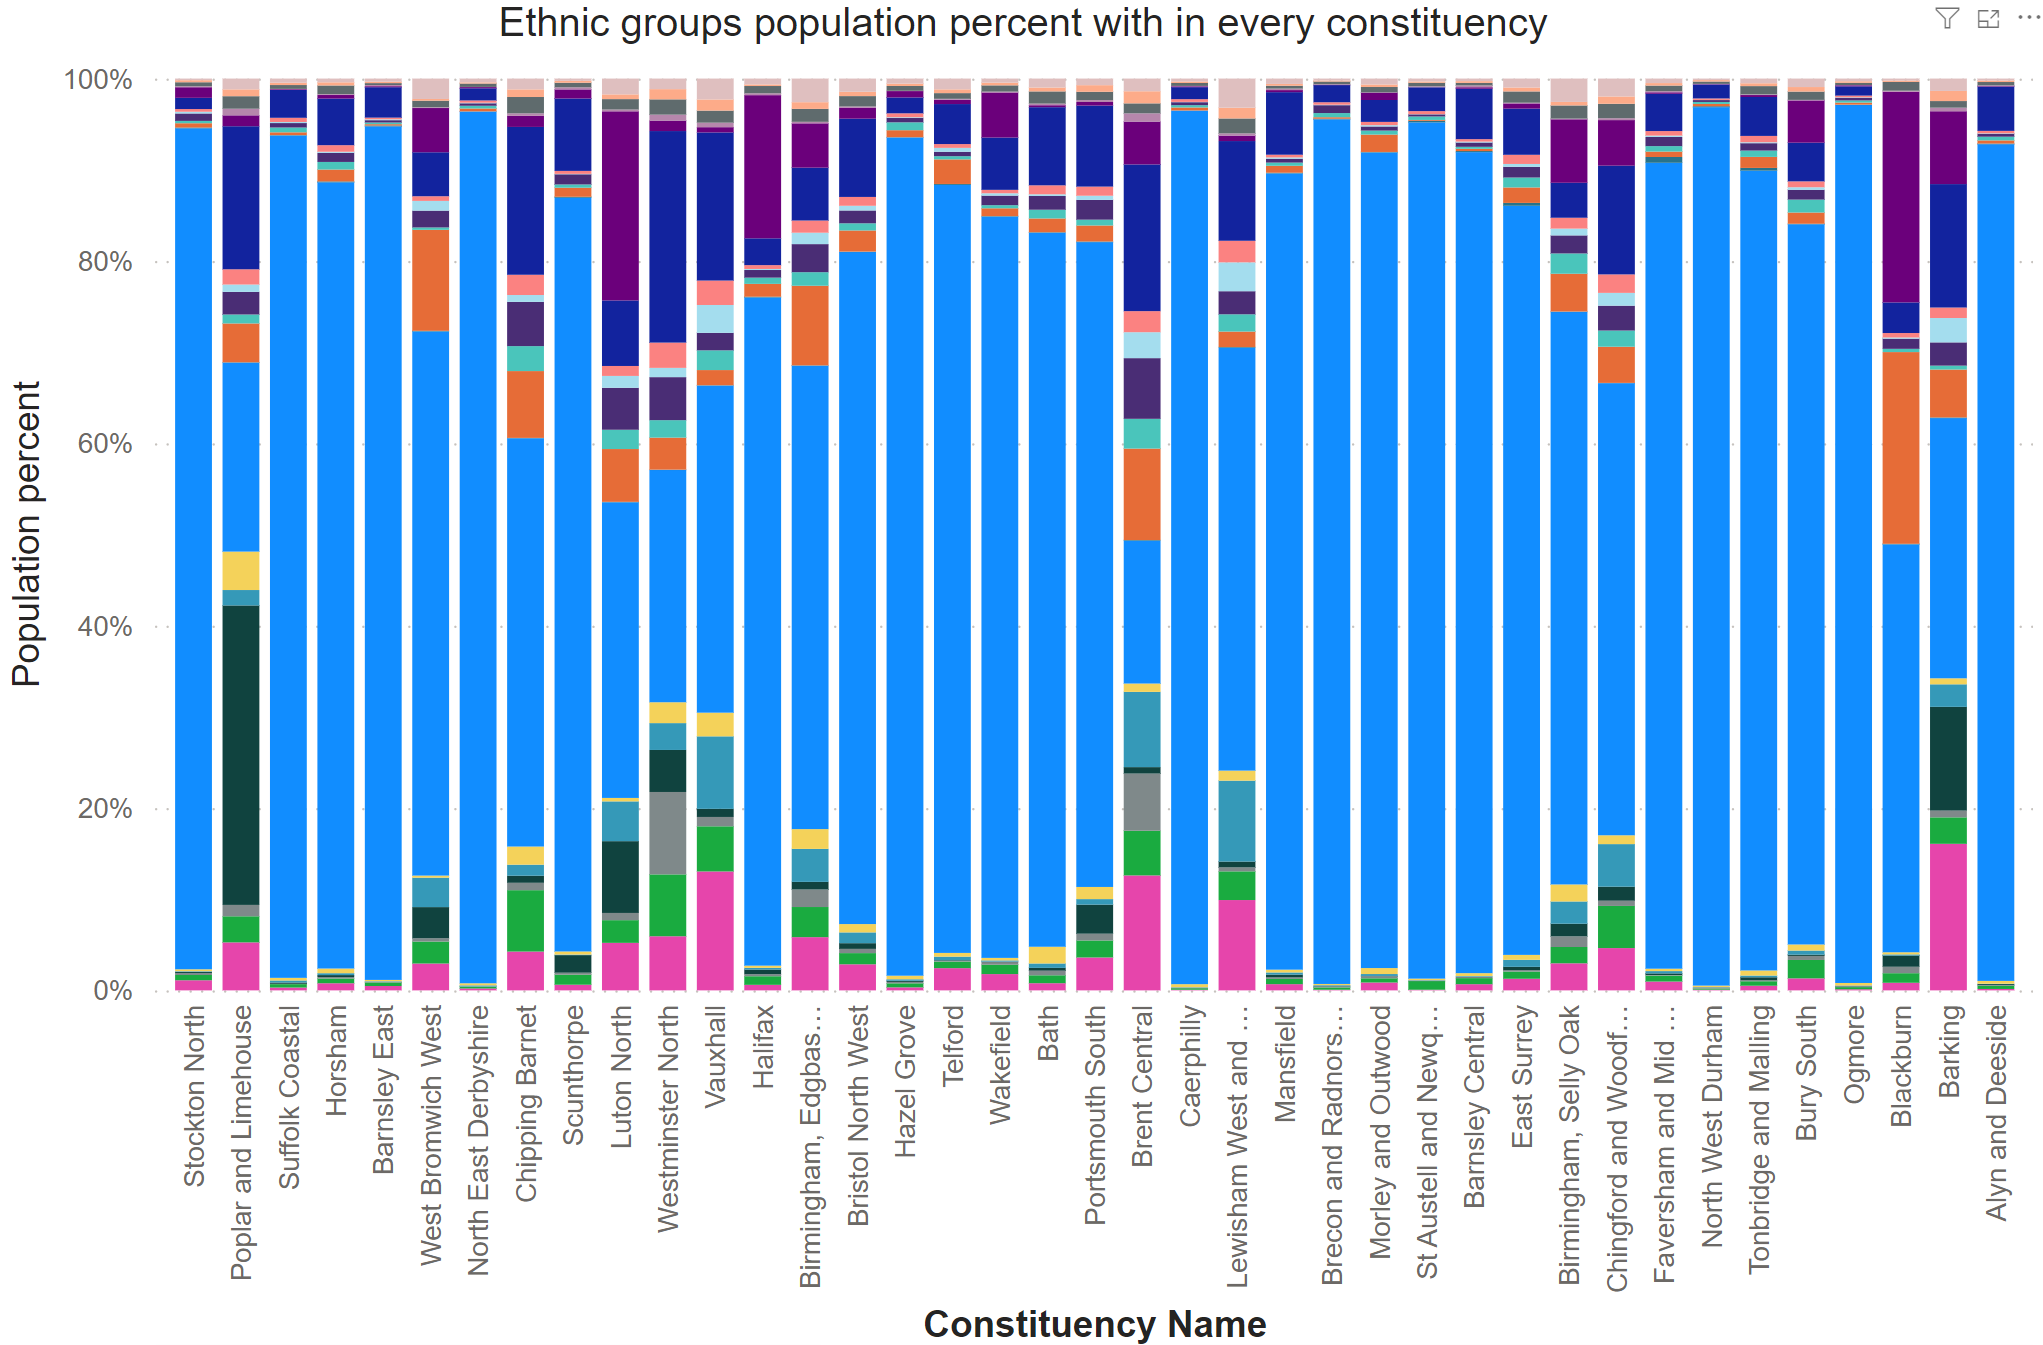 Ethnic groups population percent with in every constituency
Population percent
100%
80%
60%
40%
20%
0%
Stockton North
Poplar and Limehouse
Suffolk Coastal
Horsham
Barnsley East
West Bromwich West
North East Derbyshire
Chipping Barnet
Scunthorpe
Luton North
Westminster North
Vauxhall
Halifax
Birmingham, Edgbas…
Bristol North West
Hazel Grove
Telford
Wakefield
Bath
Portsmouth South
Brent Central
Caerphilly
Lewisham West and …
Mansfield
Brecon and Radnors…
Morley and Outwood
St Austell and Newq…
Barnsley Central
East Surrey
Birmingham, Selly Oak
Chingford and Woodf…
Faversham and Mid …
North West Durham
Tonbridge and Malling
Bury South
Ogmore
Blackburn
Barking
Alyn and Deeside
Constituency Name